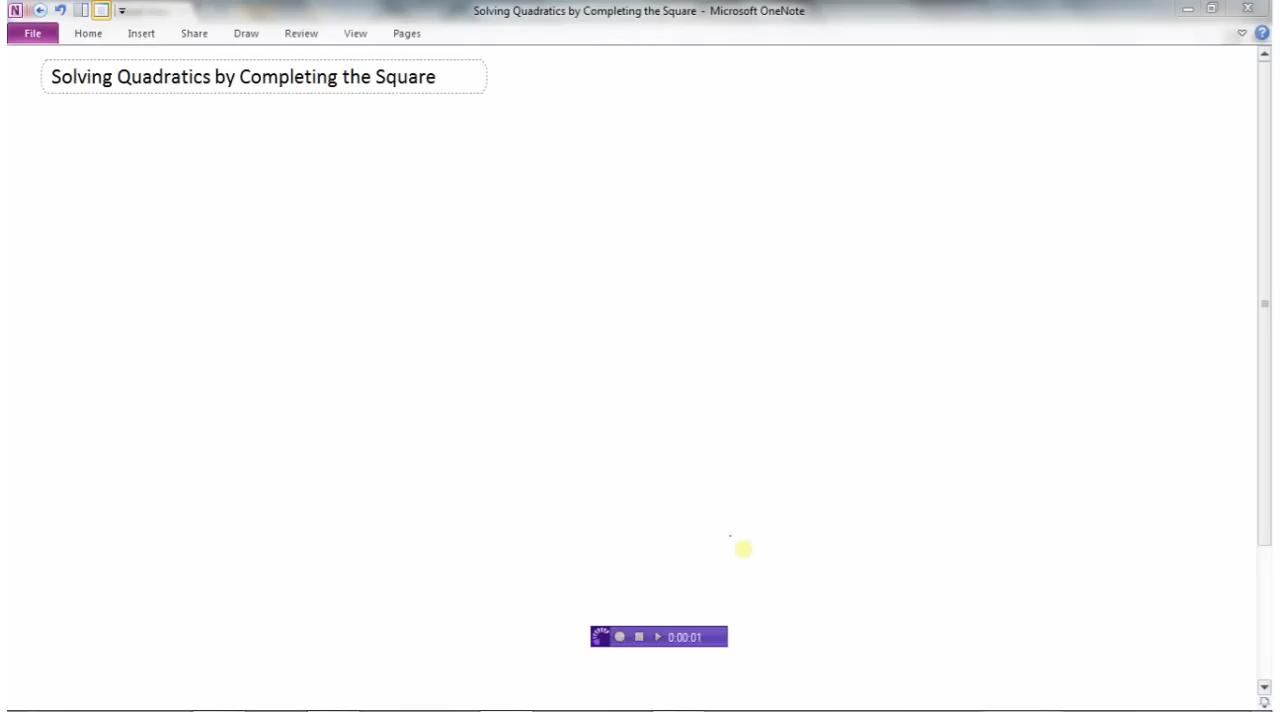 Solving Quadratics by Completing the Square - Microsoft OneNote
File Home Insert Share Draw Review View Pages
Solving Quadratics by Completing the Square
0:00:01